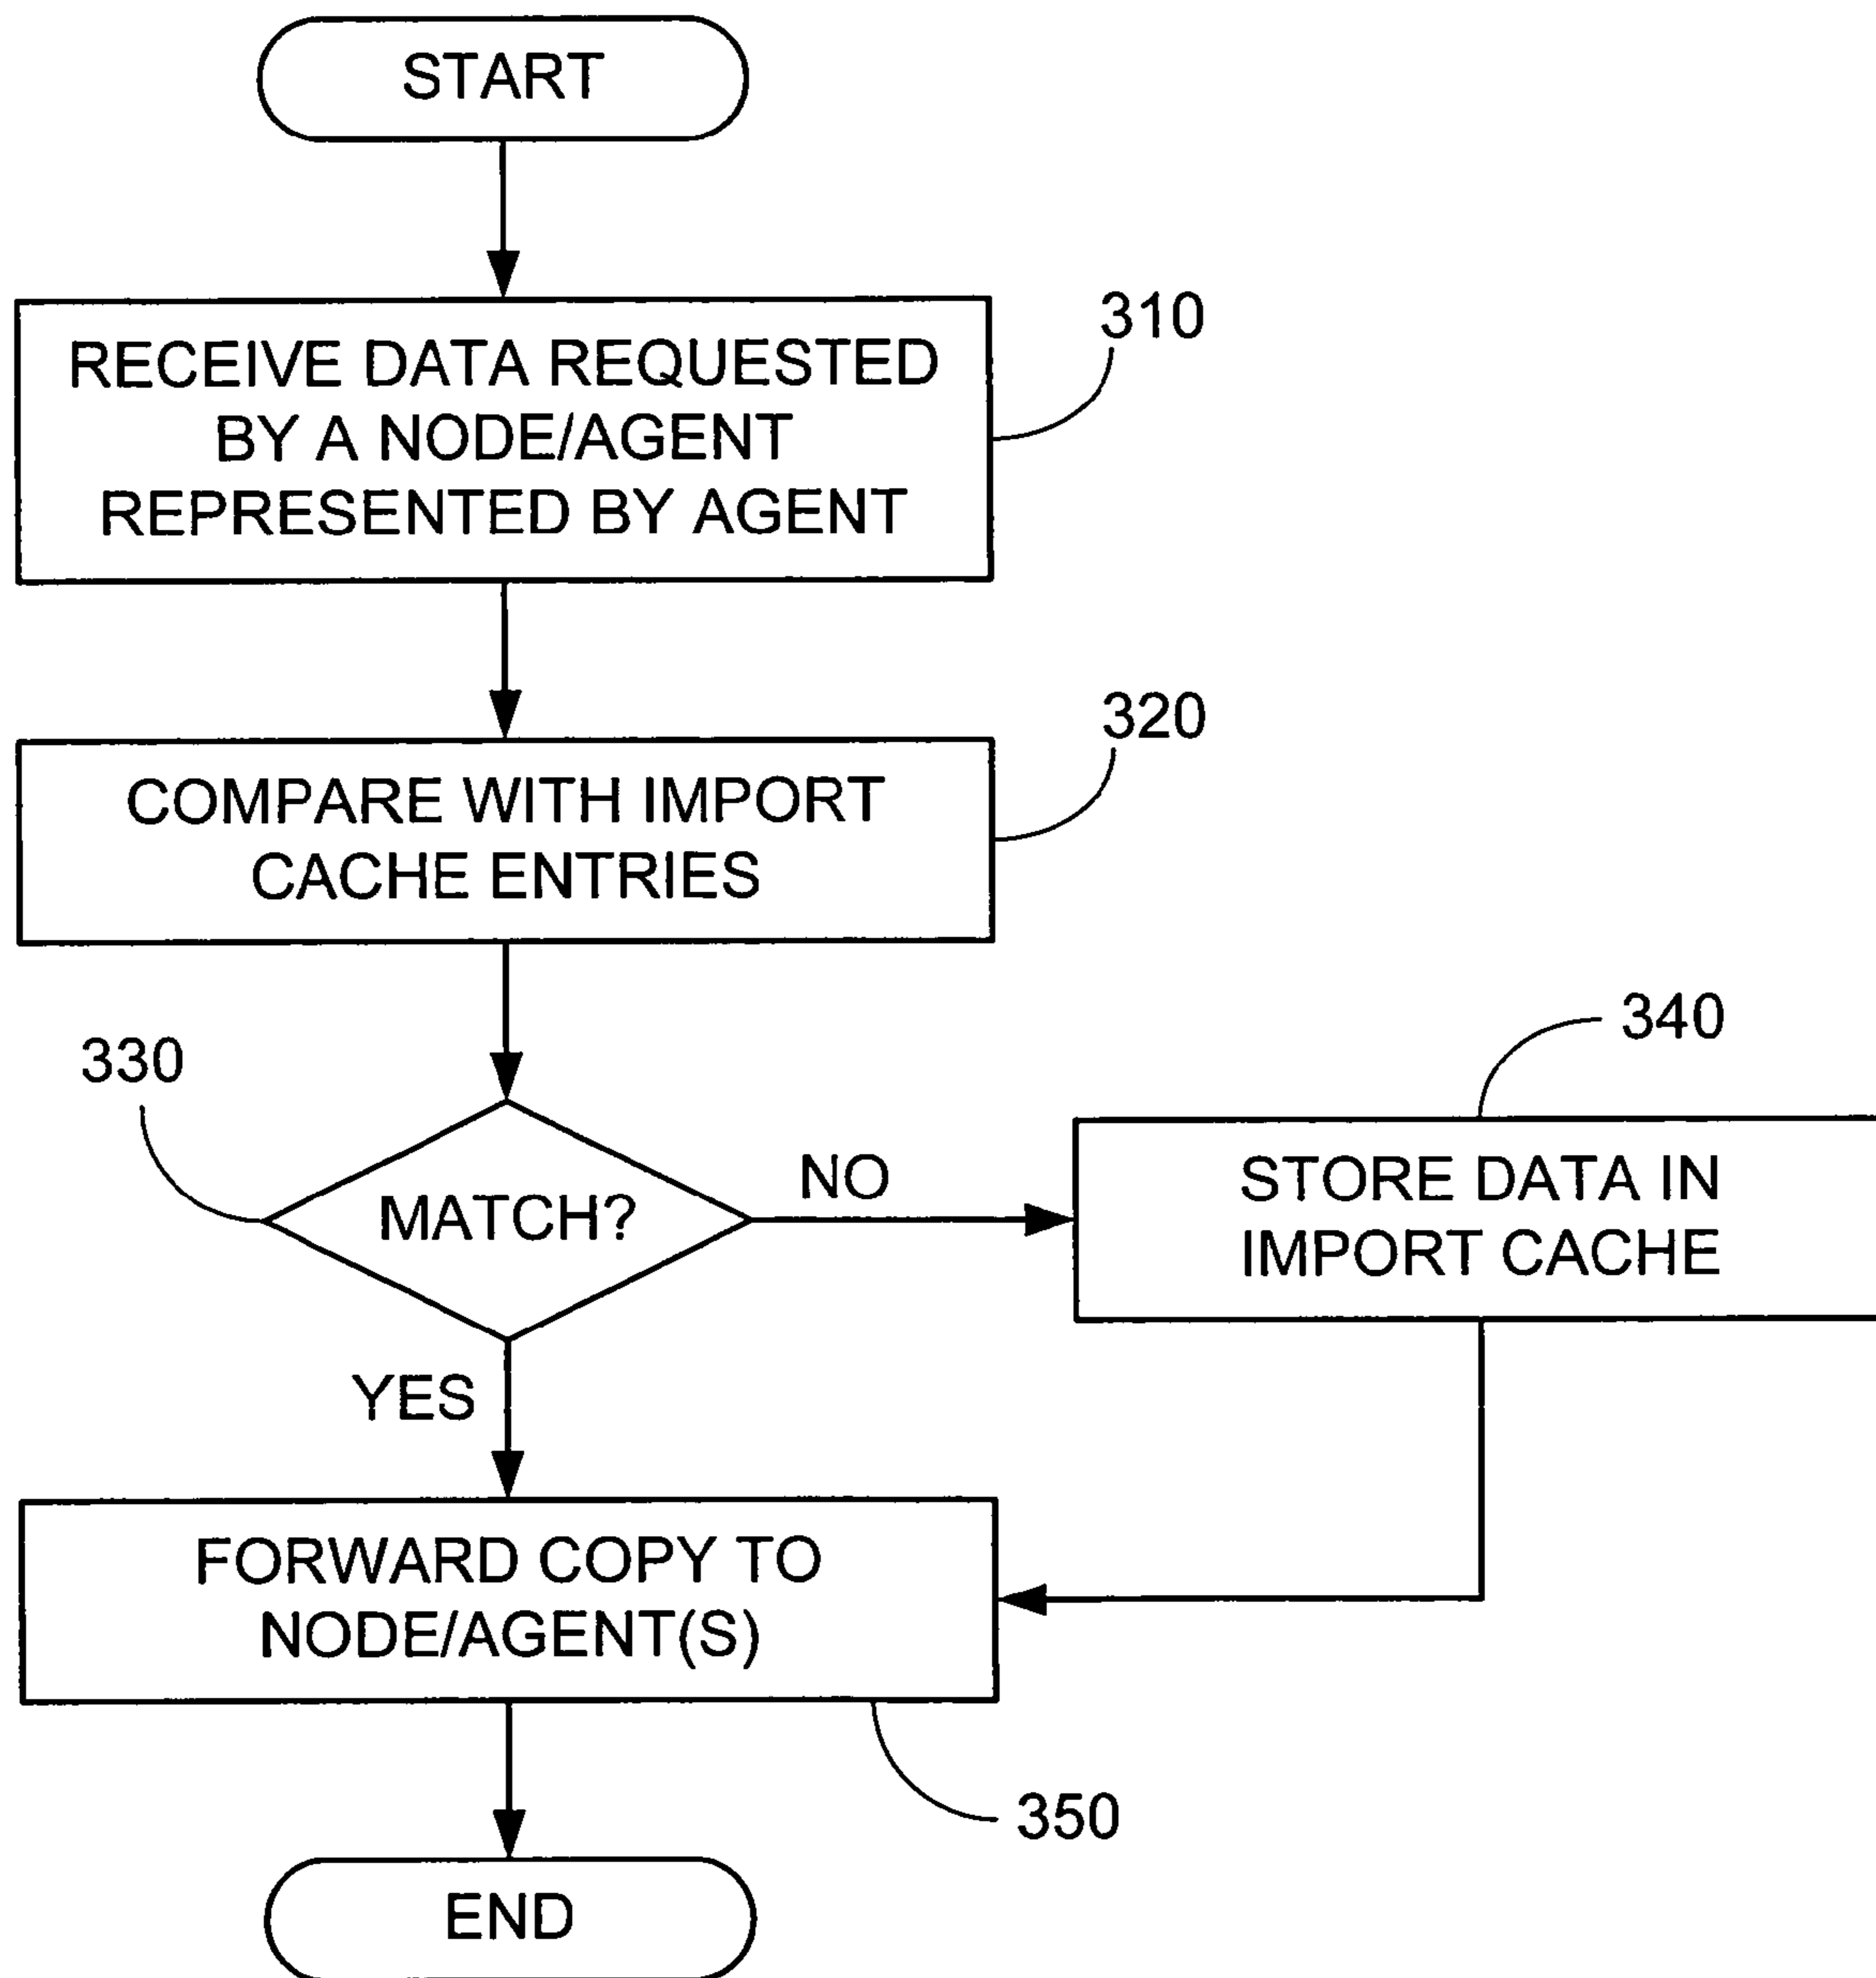 START
310
RECEIVE DATA REQUESTED
BY A NODE/AGENT
REPRESENTED BY AGENT
320
COMPARE WITH IMPORT
CACHE ENTRIES
330
MATCH?
NO
340
STORE DATA IN
IMPORT CACHE
YES
FORWARD COPY TO
NODE/AGENT(S)
350
END